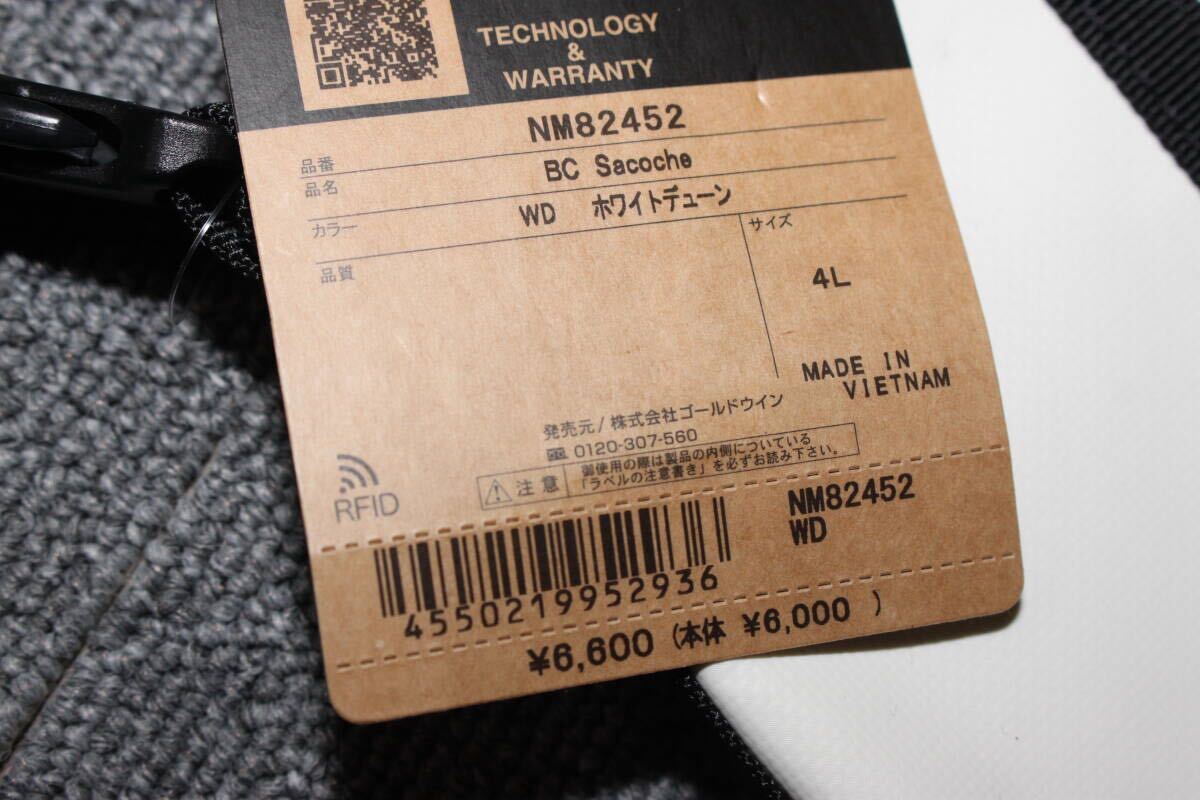 TECHNOLOGY
&
WARRANTY
品番 NM82452
品名 BC Sacoche
カラー WD ホワイトデューン
品質
サイズ
4L
MADE IN
VIETNAM
発売元/株式会社ゴールドウイン
0120-307-560
注意
御使用の際は製品の内側についている
「ラベルの注意書き」を必ずお読み下さい。
RFID
NM82452
WD
4550219952936
¥6,600 (本体 ¥6,000 )